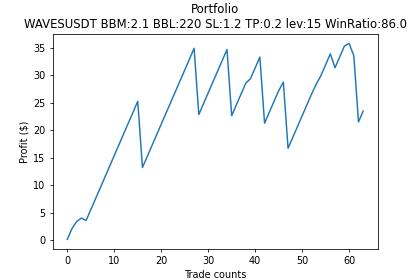 Portfolio
WAVESUSDT BBM:2.1 BBL:220 SL:1.2 TP:0.2 lev:15 WinRatio:86.0
35
30
25
20
15
10
5
0
Profit ($)
0 10 20 30 40 50 60
Trade counts